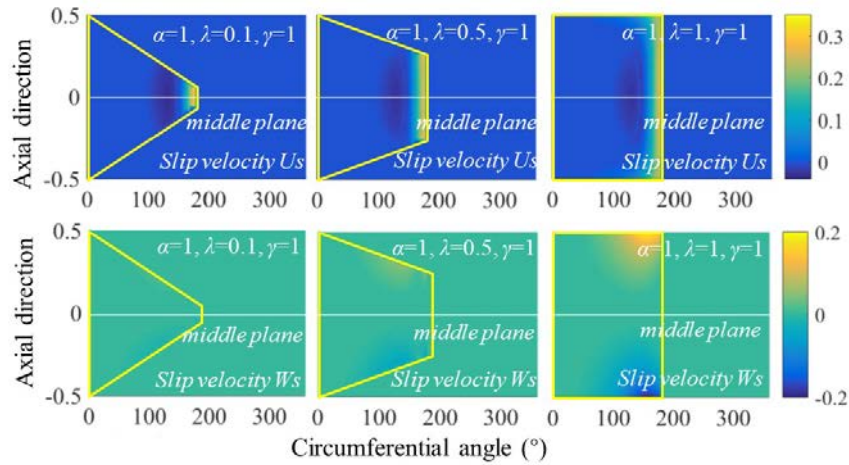 0.5
0
-0.5
Axial direction
α=1, λ=0.1, γ=1
middle plane
Slip velocity Us
α=1, λ=0.5, γ=1
middle plane
Slip velocity Us
α=1, λ=1, γ=1
middle plane
Slip velocity Us
0.3
0.2
0.1
0
0 100 200 300
0 100 200 300
0 100 200 300
0.5
0
-0.5
Axial direction
α=1, λ=0.1, γ=1
middle plane
Slip velocity Ws
α=1, λ=0.5, γ=1
middle plane
Slip velocity Ws
α=1, λ=1, γ=1
middle plane
Slip velocity Ws
0.2
0
-0.2
0 100 200 300
0 100 200 300
0 100 200 300
Circumferential angle (°)